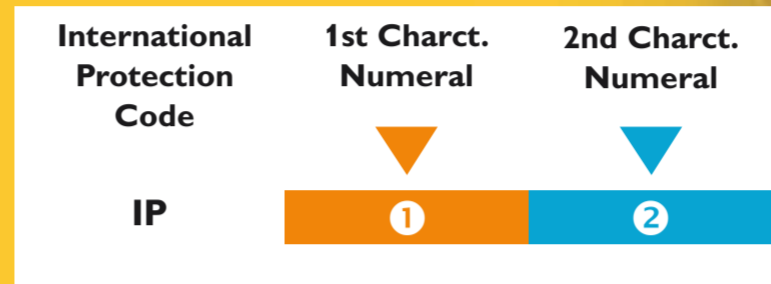 International
Protection
Code
1st Charct.
Numeral
2nd Charct.
Numeral
IP
1
2